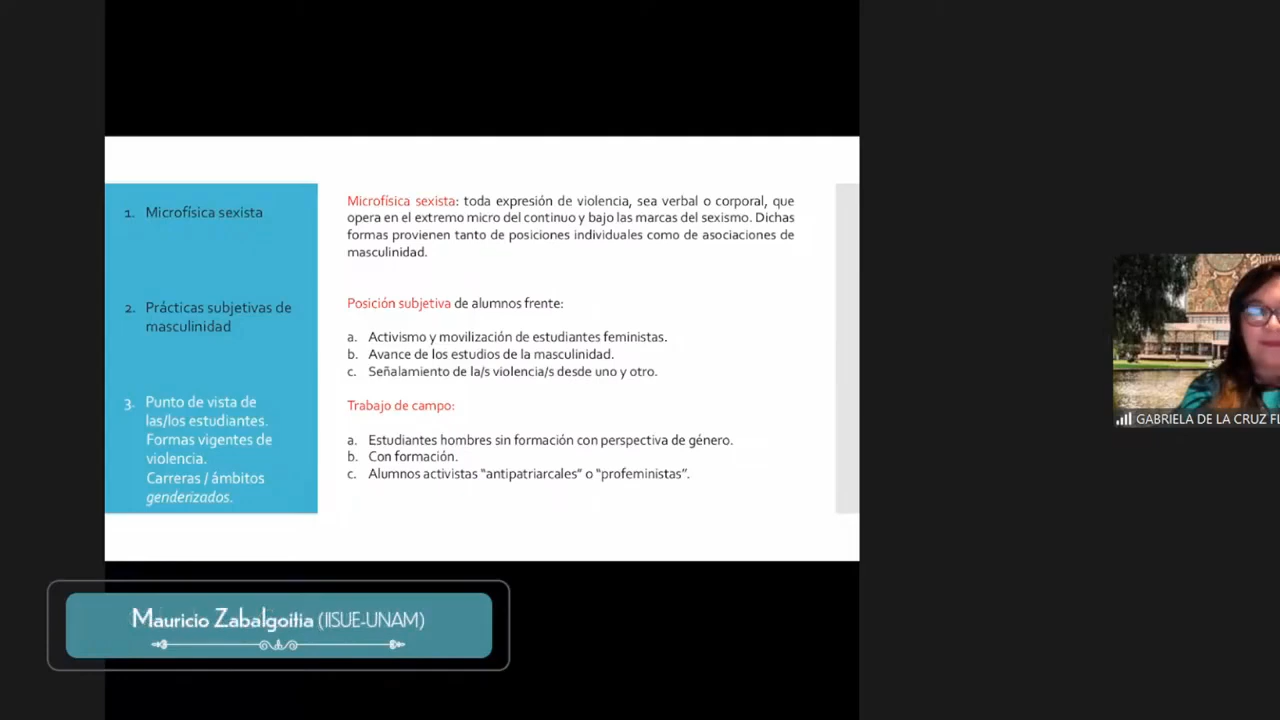 1. Microfísica sexista
2. Prácticas subjetivas de
masculinidad
3. Punto de vista de
las/los estudiantes.
Formas vigentes de
violencia.
Carreras / ámbitos
genderizados.
Microfísica sexista: toda expresión de violencia, sea verbal o corporal, que
opera en el extremo micro del continuo y bajo las marcas del sexismo. Dichas
formas provienen tanto de posiciones individuales como de asociaciones de
masculinidad.
Posición subjetiva de alumnos frente:
a. Activismo y movilización de estudiantes feministas.
b. Avance de los estudios de la masculinidad.
c. Señalamiento de la/s violencia/s desde uno y otro.
Trabajo de campo:
a. Estudiantes hombres sin formación con perspectiva de género.
b. Con formación.
c. Alumnos activistas “antipatriarcales” o “profeministas”.
GABRIELA DE LA CRUZ FL
Mauricio Zabalgoitia (IISUE-UNAM)